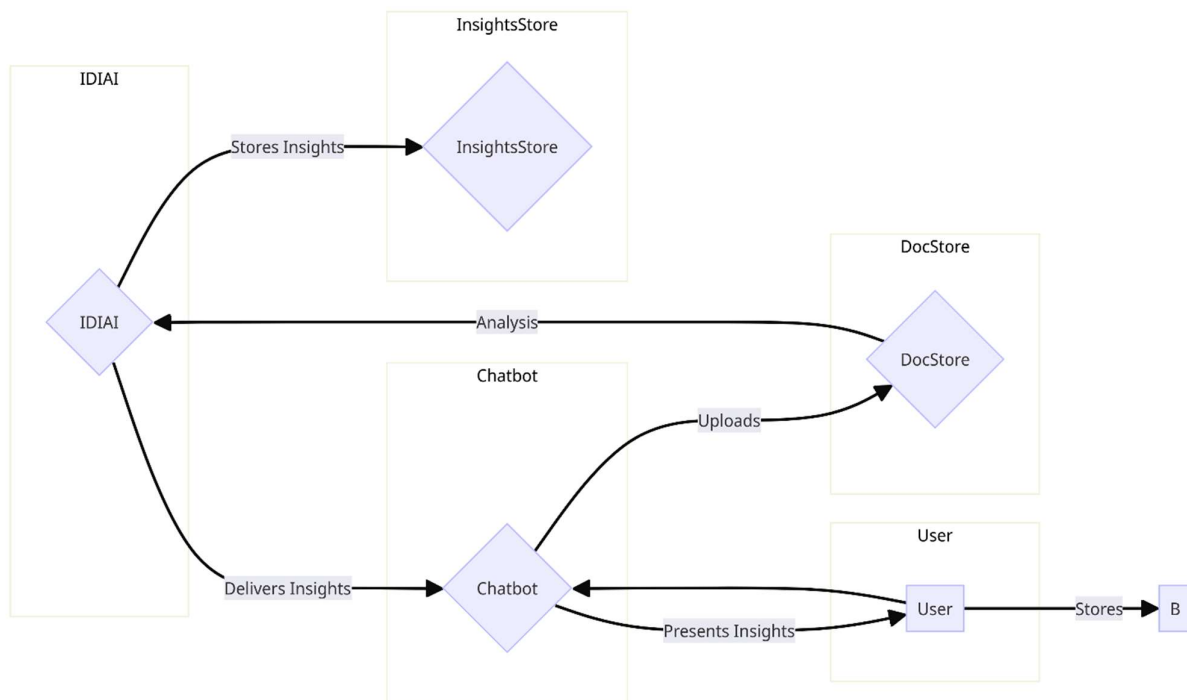 InsightsStore
IDIAI
Stores Insights
InsightsStore
DocStore
IDIAI
Analysis
DocStore
Chatbot
Uploads
User
Delivers Insights
Chatbot
User
Stores
B
Presents Insights